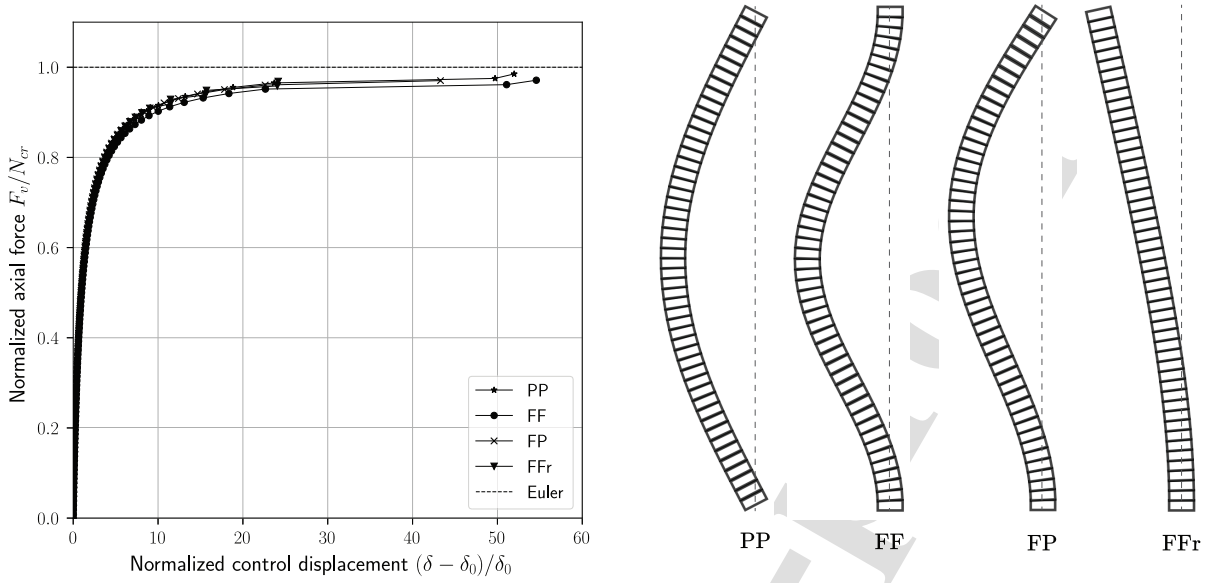 Normalized axial force $F_v/N_{cr}$
1.0
0.8
0.6
0.4
0.2
0.0
0
10
20
30
40
50
60
PP
FF
FP
FFr
Euler
Normalized control displacement $(\delta - \delta_0)/\delta_0$
PP
FF
FP
FFr